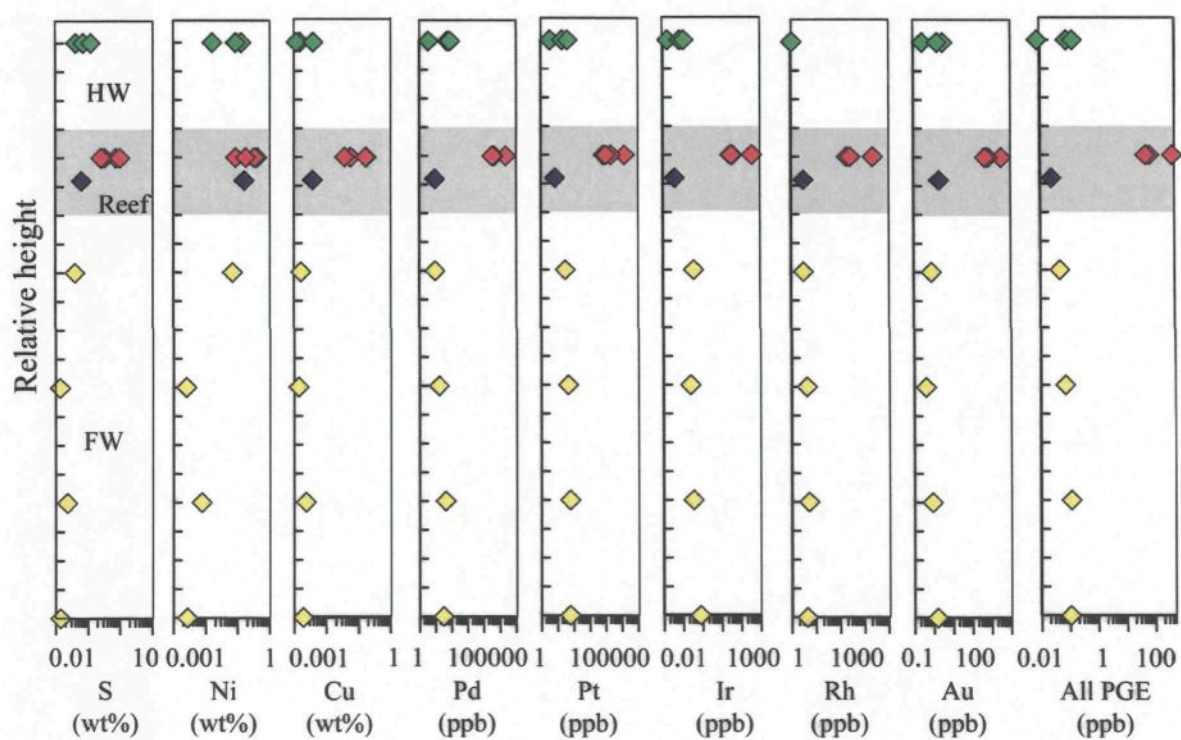 Relative height
HW
Reef
FW
0.01 10 0.001 1 0.001 1 1 100000 1 100000 0.01 1000 1 1000 0.1 100 0.01 1 100
S Ni Cu Pd Pt Ir Rh Au All PGE
(wt%) (wt%) (wt%) (ppb) (ppb) (ppb) (ppb) (ppb) (ppb)